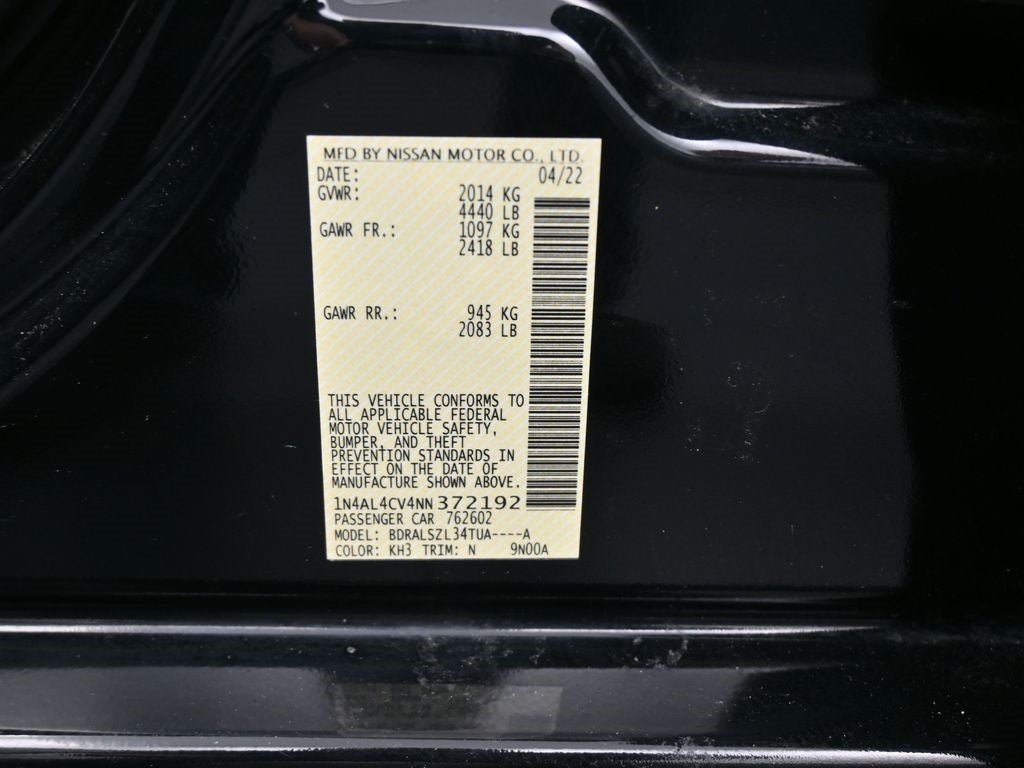 MFD BY NISSAN MOTOR CO., LTD.
DATE: 04/22
GVWR: 2014 KG
4440 LB
GAWR FR.: 1097 KG
2418 LB
GAWR RR.: 945 KG
2083 LB
THIS VEHICLE CONFORMS TO
ALL APPLICABLE FEDERAL
MOTOR VEHICLE SAFETY,
BUMPER, AND THEFT
PREVENTION STANDARDS IN
EFFECT ON THE DATE OF
MANUFACTURE SHOWN ABOVE.
1N4AL4CV4NN372192
PASSENGER CAR 762602
MODEL: BDRALSZL34TUA----A
COLOR: KH3 TRIM: N 9N00A